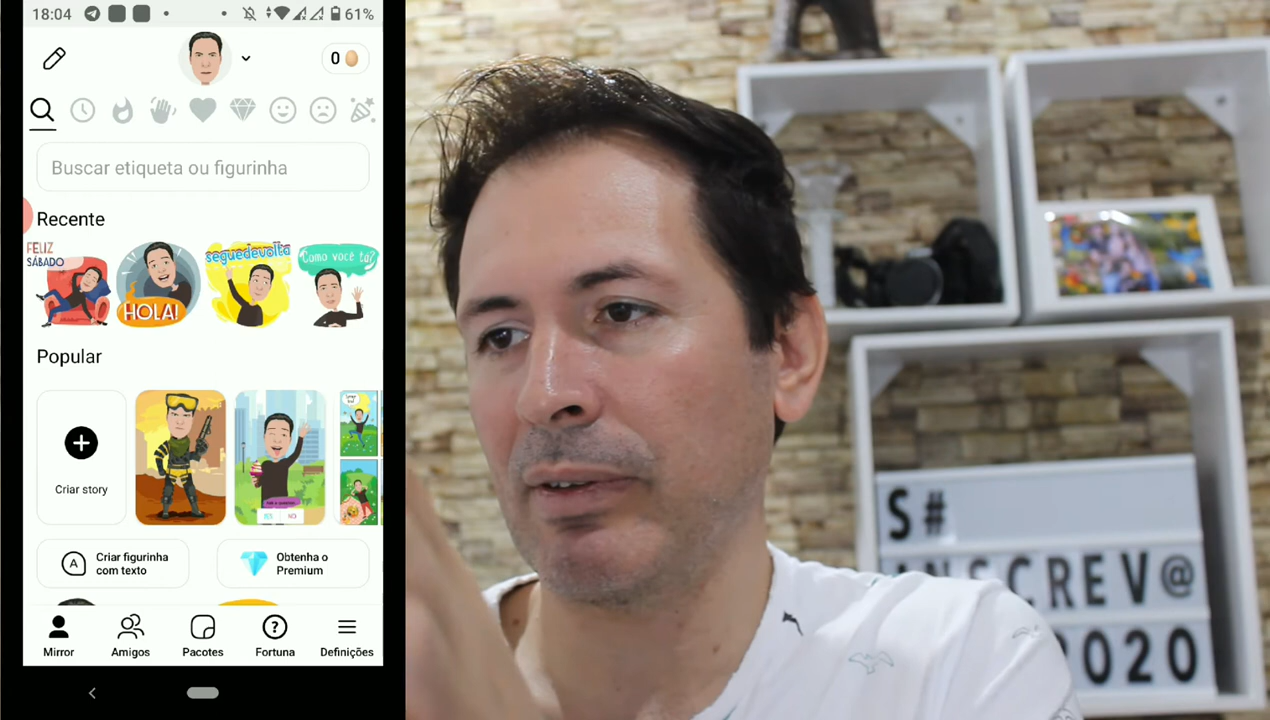 18:04
61%
0
Buscar etiqueta ou figurinha
Recente
FELIZ
SÁBADO
HOLA!
seguedevolta
Como você tá?
Popular
Criar story
Criar figurinha
com texto
Obtenha o
Premium
Mirror
Amigos
Pacotes
Fortuna
Definições
S#
INSCREV@
2020